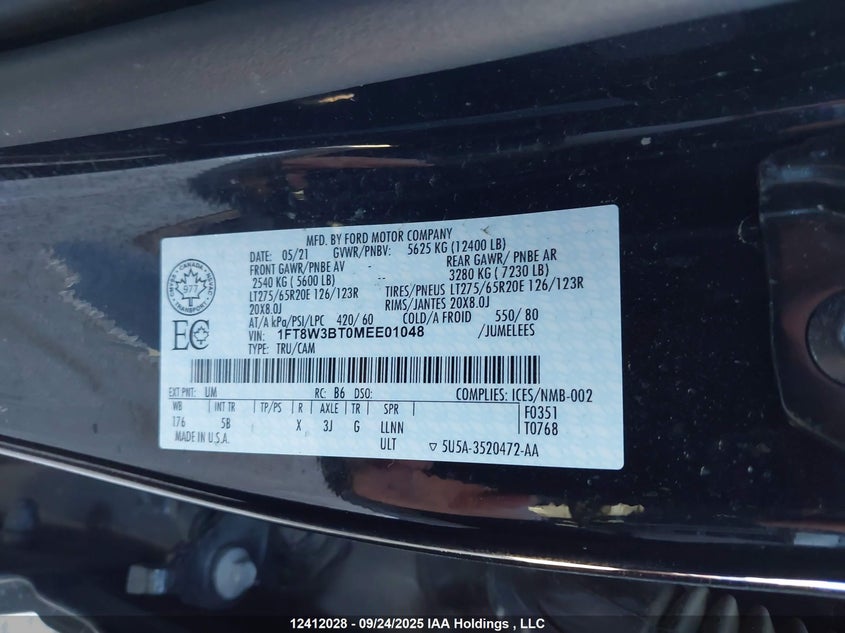 MFD. BY FORD MOTOR COMPANY
DATE: 05/21 GVWR/PNBV: 5625 KG (12400 LB)
FRONT GAWR/PNBE AV -- REAR GAWR/ PNBE AR
2540 KG ( 5600 LB) 3280 KG ( 7230 LB)
LT275/65R20E 126/123R TIRES/PNEUS LT275/65R20E 126/123R
20X8.0J RIMS/JANTES 20X8.0J
AT/A kPa/PSI/LPC 420/ 60 COLD/A FROID 550/ 80
VIN: 1FT8W3BT0MEE01048 /JUMELEES
TYPE: TRU/CAM
CANADA
977
EC
EXT PNT: UM RC: B6 DSO: COMPLIES: ICES/NMB-002
WB INT TR TP/PS R AXLE TR SPR F0351
176 5B X 3J G LLNN T0768
MADE IN U.S.A. ULT ▽ 5U5A-3520472-AA
12412028 - 09/24/2025 IAA Holdings , LLC